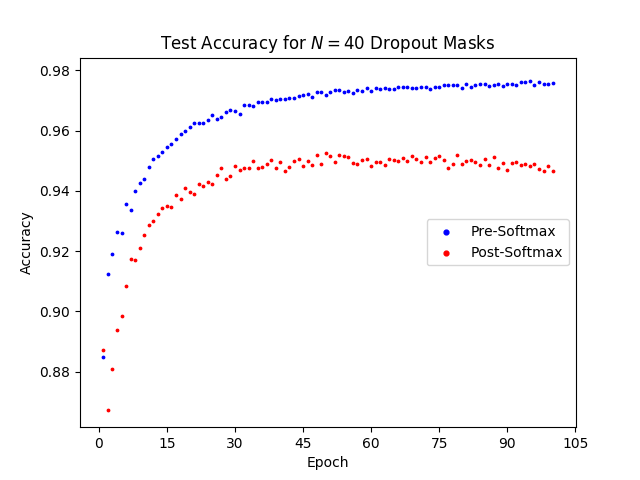 Test Accuracy for N = 40 Dropout Masks
0.98
0.96
0.94
0.92
0.90
0.88
Accuracy
Pre-Softmax
Post-Softmax
0 15 30 45 60 75 90 105
Epoch